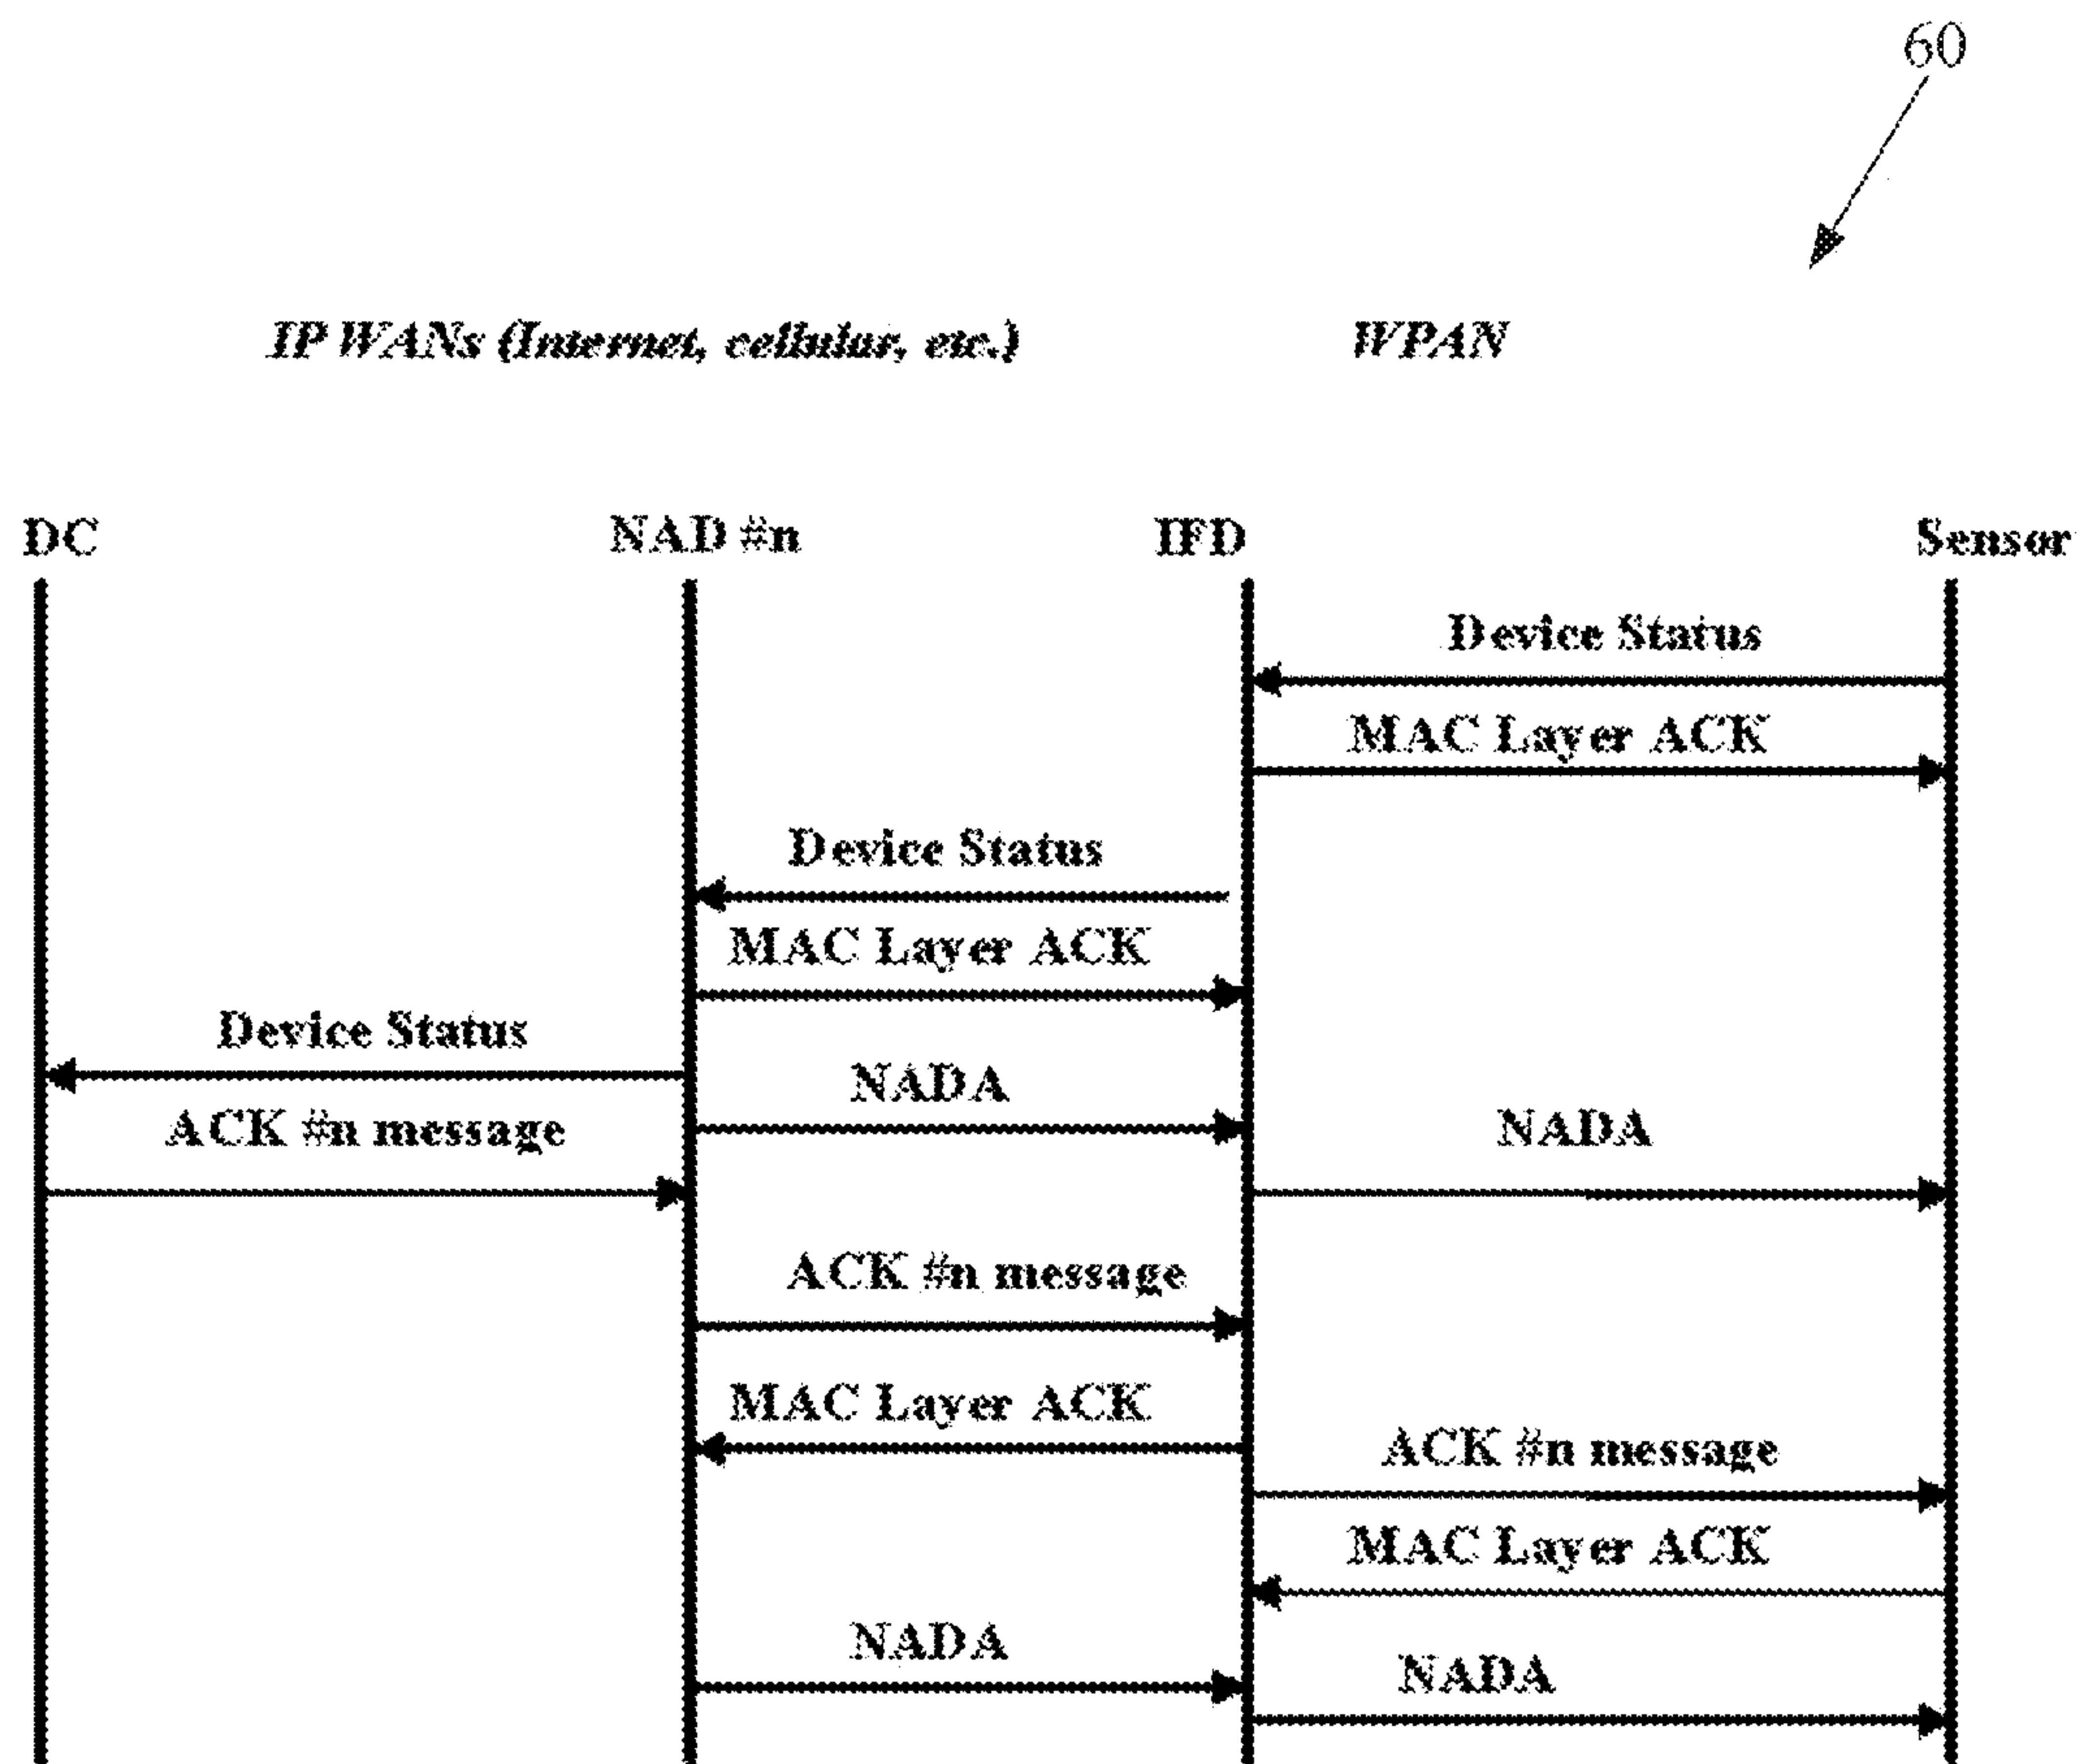 60
IP WANs (Internet, cellular, etc.) WPAN
DC NAD #n IFD Sensor
Device Status
MAC Layer ACK
Device Status
MAC Layer ACK
Device Status
NADA
ACK #n message
NADA
ACK #n message
MAC Layer ACK
ACK #n message
MAC Layer ACK
NADA
NADA